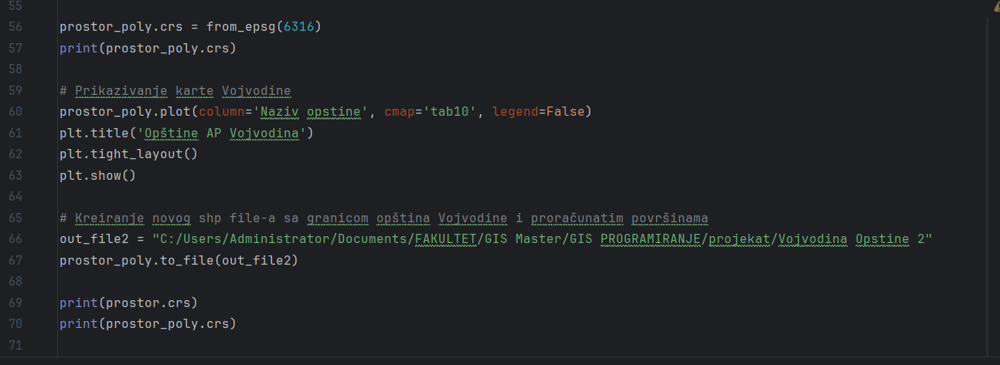 55
56 prostor_poly.crs = from_epsg(6316)
57 print(prostor_poly.crs)
58
59 # Prikazivanje karte Vojvodine
60 prostor_poly.plot(column='Naziv opstine', cmap='tab10', legend=False)
61 plt.title('Opštine AP Vojvodina')
62 plt.tight_layout()
63 plt.show()
64
65 # Kreiranje novog shp file-a sa granicom opština Vojvodine i proračunatim površinama
66 out_file2 = "C:/Users/Administrator/Documents/FAKULTET/GIS Master/GIS PROGRAMIRANJE/projekat/Vojvodina Opstine 2"
67 prostor_poly.to_file(out_file2)
68
69 print(prostor.crs)
70 print(prostor_poly.crs)
71